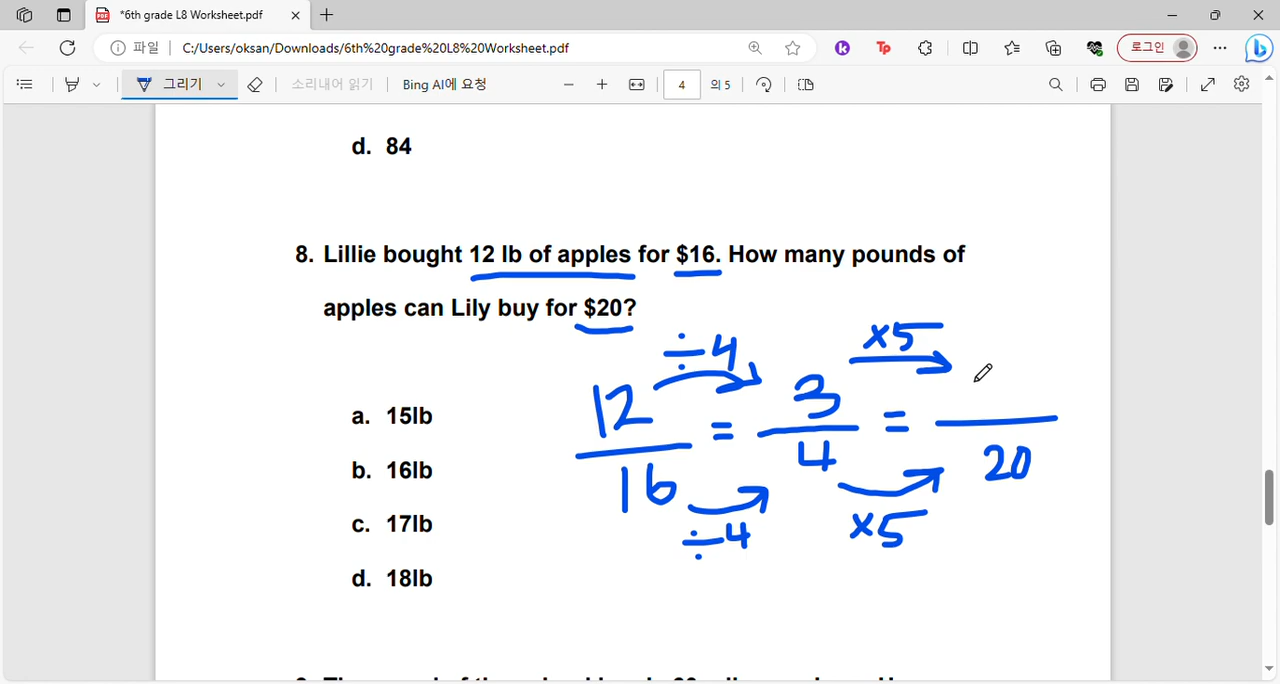 *6th grade L8 Worksheet.pdf
파일 C:/Users/oksan/Downloads/6th%20grade%20L8%20Worksheet.pdf
로그인
그리기 소리내어 읽기 Bing AI에 요청 4 의 5
d. 84
8. Lillie bought 12 lb of apples for $16. How many pounds of
apples can Lily buy for $20?
÷4 ×5
12/16 = 3/4 = /20
÷4 ×5
a. 15lb
b. 16lb
c. 17lb
d. 18lb